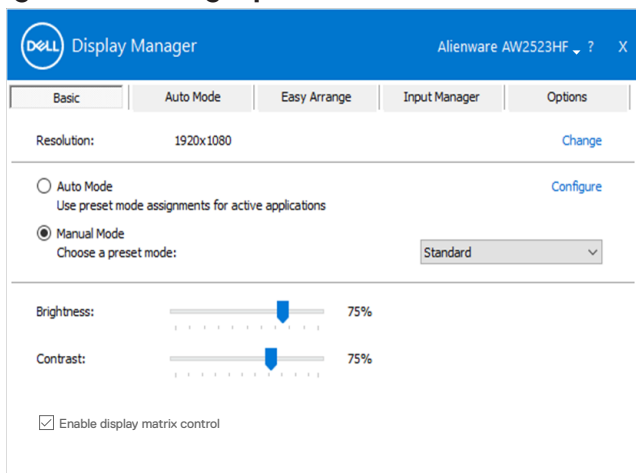 DELL Display Manager Alienware AW2523HF ? X
Basic Auto Mode Easy Arrange Input Manager Options
Resolution: 1920x1080 Change
Auto Mode Configure
Use preset mode assignments for active applications
Manual Mode
Choose a preset mode: Standard
Brightness: 75%
Contrast: 75%
Enable display matrix control